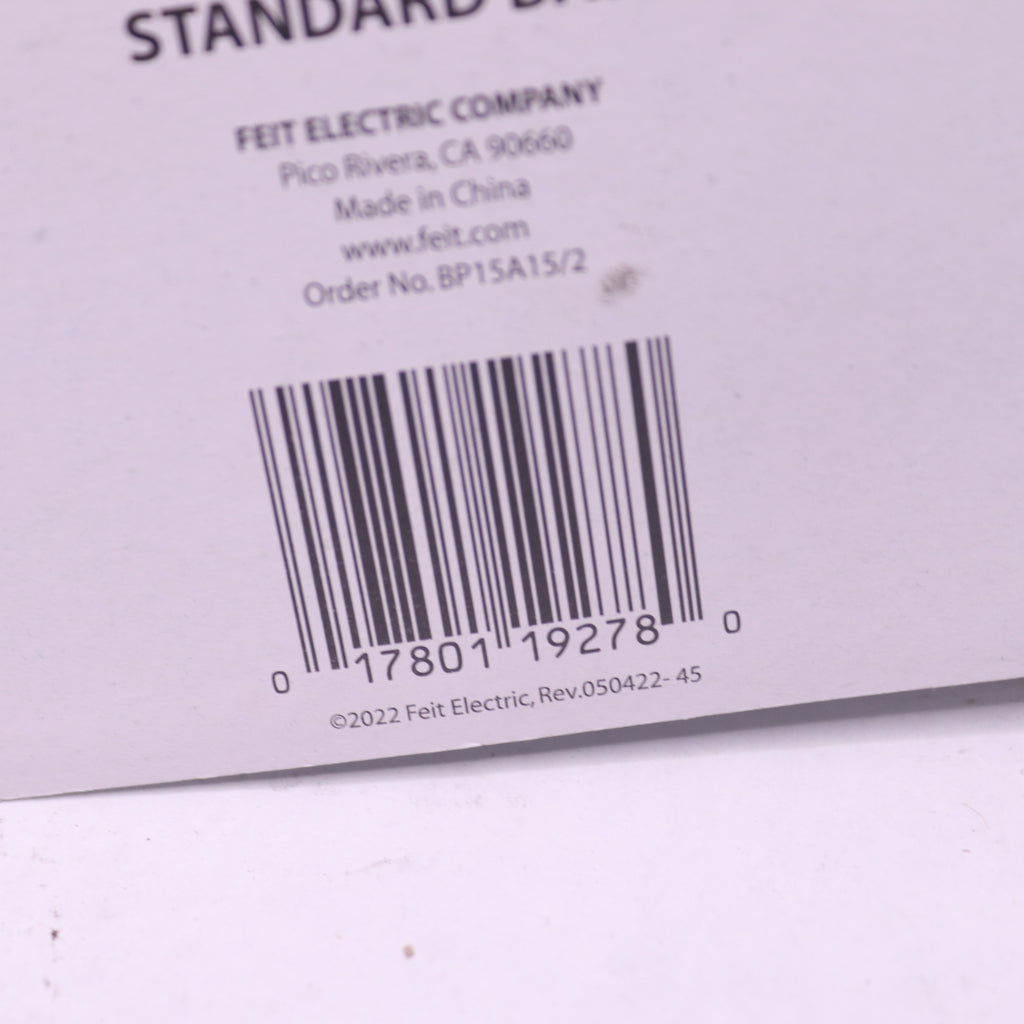 STANDARD
FEIT ELECTRIC COMPANY
Pico Rivera, CA 90660
Made in China
www.feit.com
Order No. BP15A15/2
0 17801 19278 0
©2022 Feit Electric, Rev.050422- 45